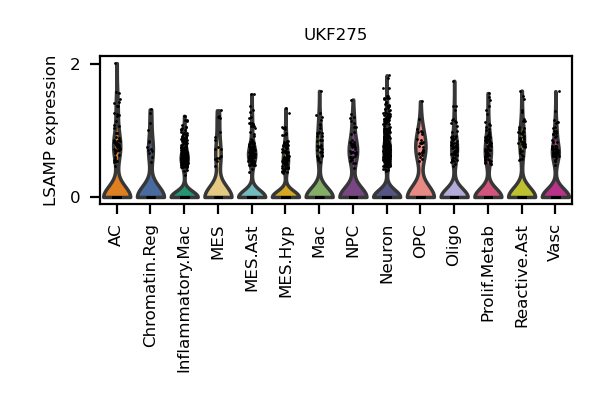 UKF275
LSAMP expression
2
0
AC
Chromatin.Reg
Inflammatory.Mac
MES
MES.Ast
MES.Hyp
Mac
NPC
Neuron
OPC
Oligo
Prolif.Metab
Reactive.Ast
Vasc